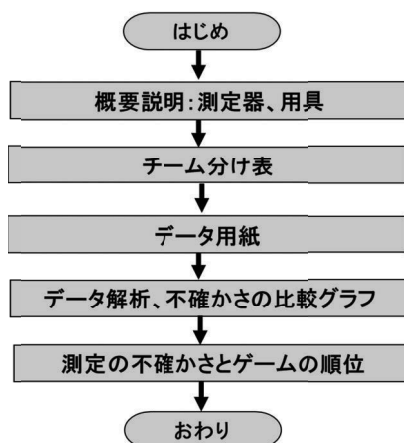 はじめ
概要説明：測定器、用具
チーム分け表
データ用紙
データ解析、不確かさの比較グラフ
測定の不確かさとゲームの順位
おわり